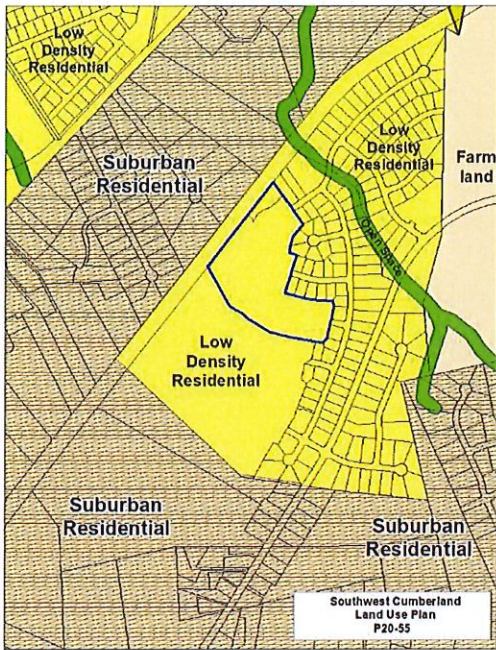 Low
Density
Residential
Suburban
Residential
Low
Density
Residential
Farm
land
Open Space
Low
Density
Residential
Suburban
Residential
Suburban
Residential
Southwest Cumberland
Land Use Plan
P20-55